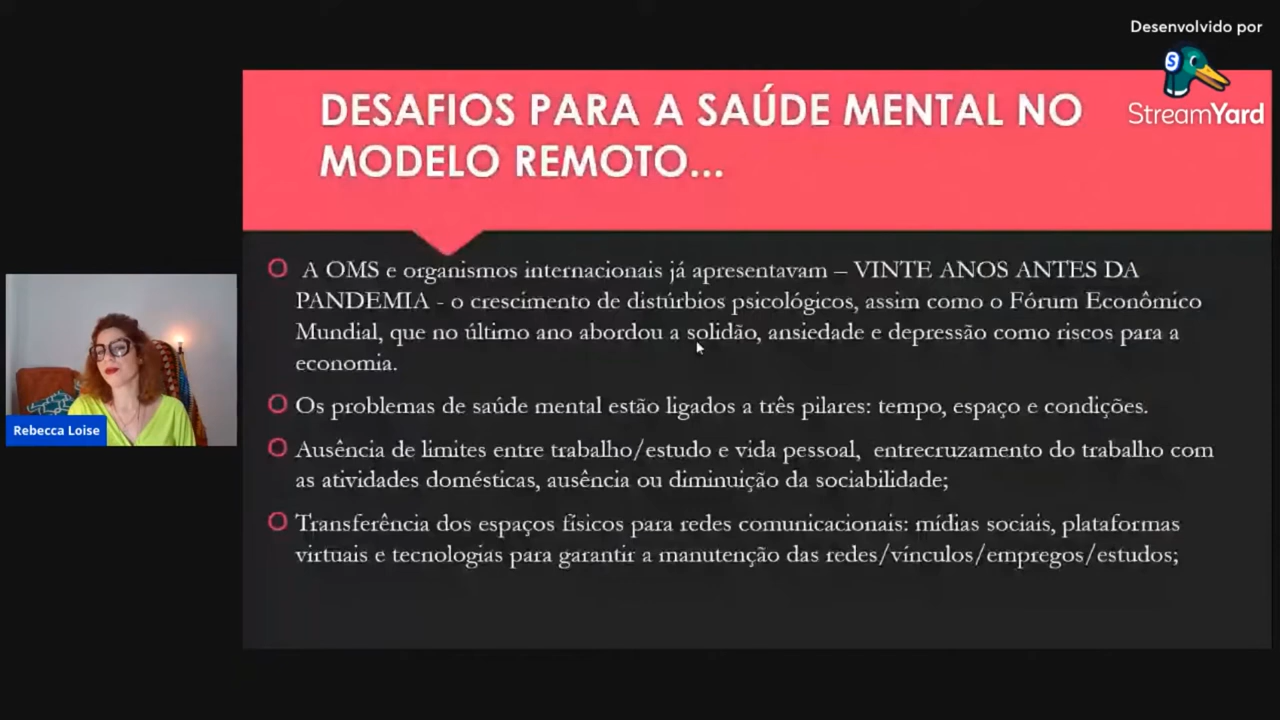 Desenvolvido por
StreamYard
DESAFIOS PARA A SAÚDE MENTAL NO
MODELO REMOTO...
A OMS e organismos internacionais já apresentavam – VINTE ANOS ANTES DA
PANDEMIA - o crescimento de distúrbios psicológicos, assim como o Fórum Econômico
Mundial, que no último ano abordou a solidão, ansiedade e depressão como riscos para a
economia.
Os problemas de saúde mental estão ligados a três pilares: tempo, espaço e condições.
Ausência de limites entre trabalho/estudo e vida pessoal, entrecruzamento do trabalho com
as atividades domésticas, ausência ou diminuição da sociabilidade;
Transferência dos espaços físicos para redes comunicacionais: mídias sociais, plataformas
virtuais e tecnologias para garantir a manutenção das redes/vínculos/empregos/estudos;
Rebecca Loise